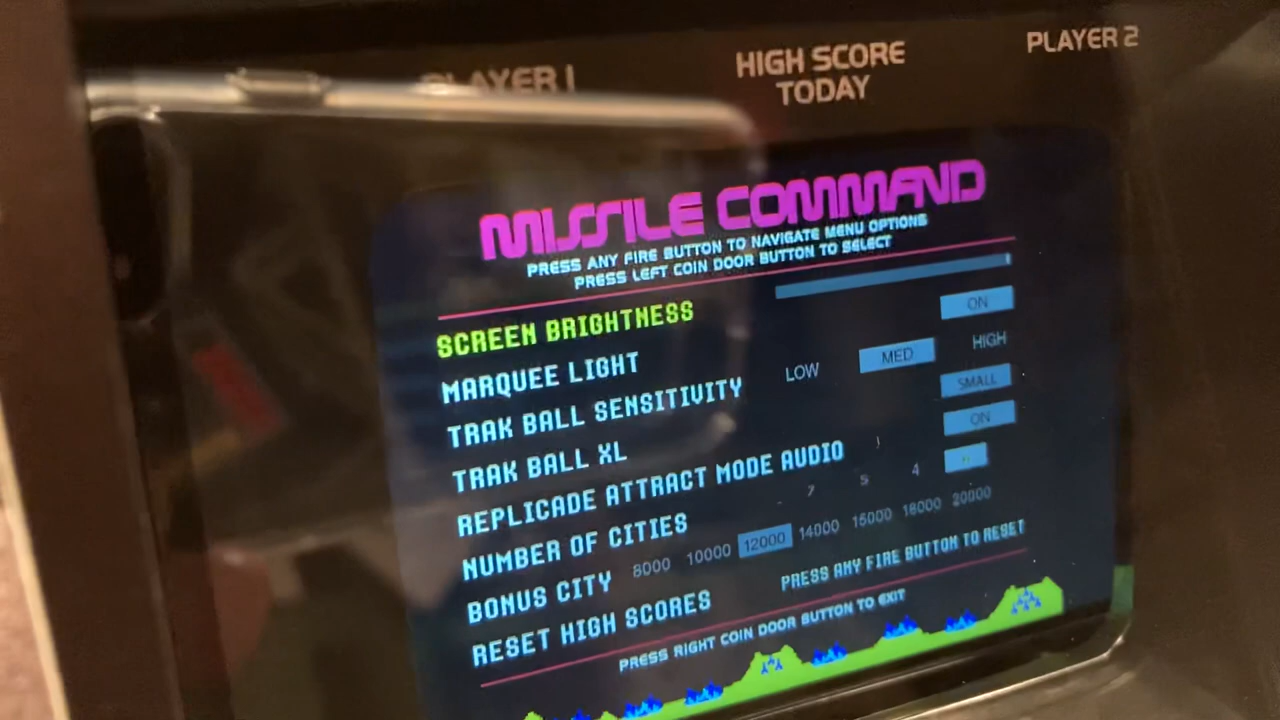 PLAYER 1
HIGH SCORE
TODAY
PLAYER 2
MISSILE COMMAND
PRESS ANY FIRE BUTTON TO NAVIGATE MENU OPTIONS
PRESS LEFT COIN DOOR BUTTON TO SELECT
SCREEN BRIGHTNESS
MARQUEE LIGHT ON
TRAK BALL SENSITIVITY LOW MED HIGH
TRAK BALL XL SMALL
REPLICADE ATTRACT MODE AUDIO ON
NUMBER OF CITIES 7 5 4
BONUS CITY 8000 10000 12000 14000 15000 18000 20000
RESET HIGH SCORES PRESS ANY FIRE BUTTON TO RESET
PRESS RIGHT COIN DOOR BUTTON TO EXIT